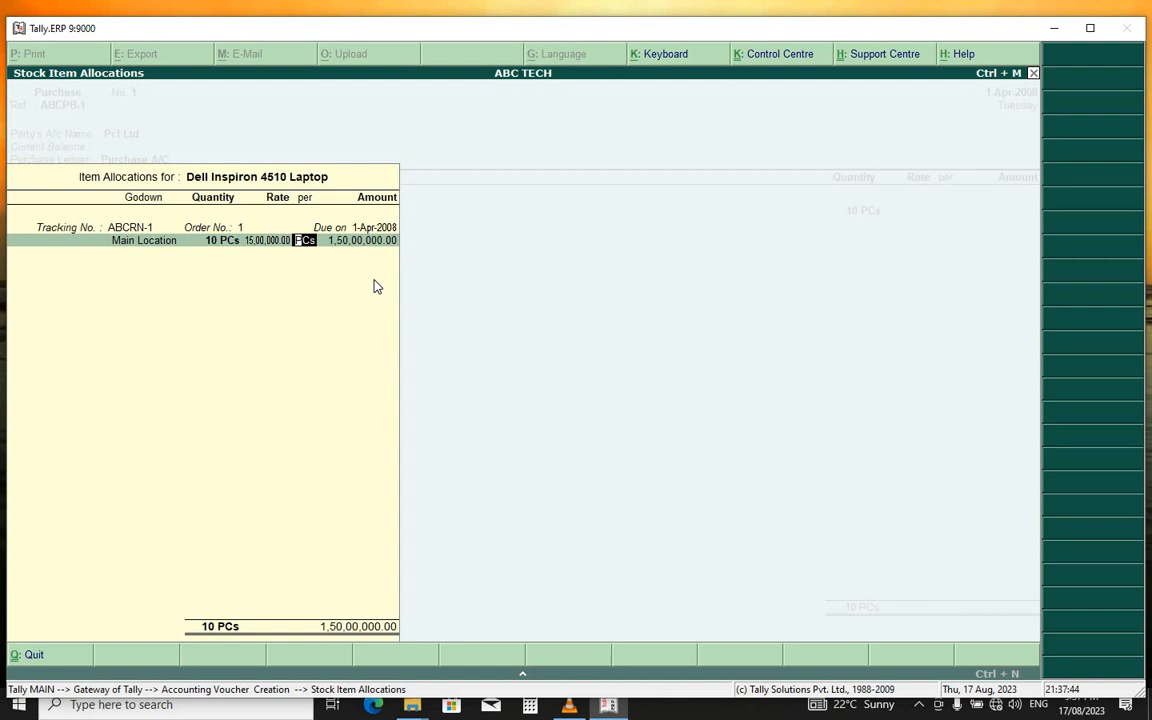 Tally.ERP 9:9000
P: Print E: Export M: E-Mail O: Upload G: Language K: Keyboard K: Control Centre H: Support Centre H: Help
Stock Item Allocations ABC TECH Ctrl + M
Purchase No. 1 1-Apr-2008
Ref. ABCPB-1 Tuesday
Party's A/c Name Pcl Ltd
Current Balance
Purchase Ledger Purchase A/C
Item Allocations for : Dell Inspiron 4510 Laptop
Quantity Rate per Amount
Godown Quantity Rate per Amount
10 PCs
Tracking No. : ABCRN-1 Order No.: 1 Due on 1-Apr-2008
Main Location 10 PCs 15,00,000.00 PCs 1,50,00,000.00
10 PCs
10 PCs 1,50,00,000.00
Q: Quit
Ctrl + N
Tally MAIN --> Gateway of Tally --> Accounting Voucher Creation --> Stock Item Allocations (c) Tally Solutions Pvt. Ltd., 1988-2009 Thu, 17 Aug, 2023 21:37:44
Type here to search 22°C Sunny ENG
17/08/2023